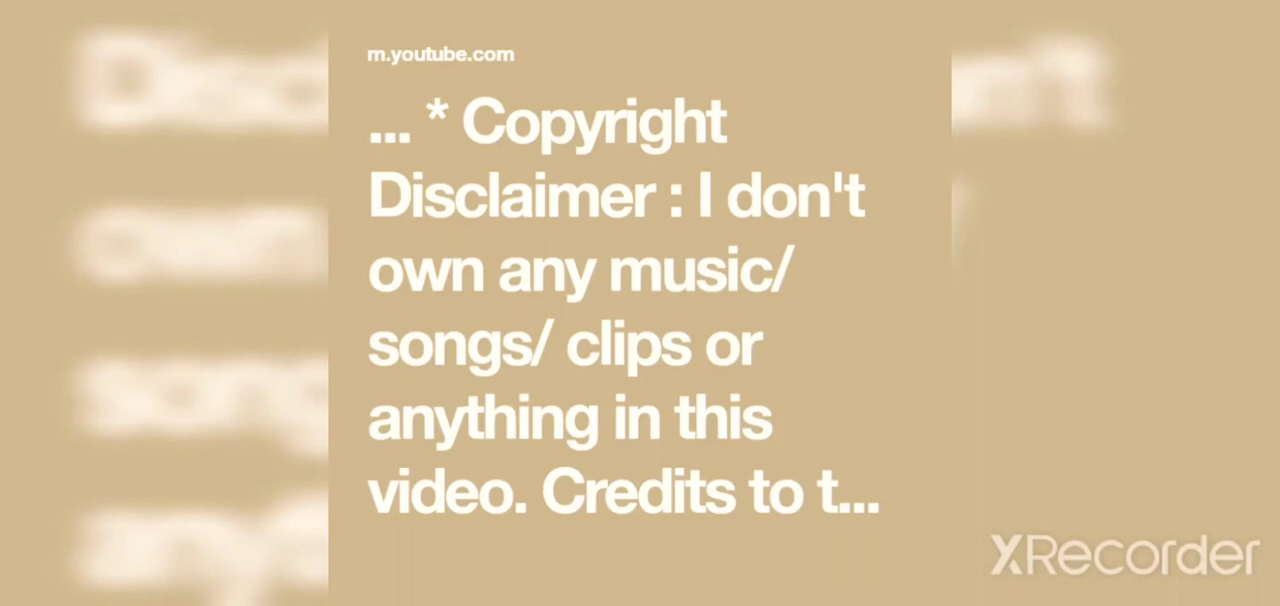 m.youtube.com
... * Copyright
Disclaimer : I don't
own any music/
songs/ clips or
anything in this
video. Credits to t...
XRecorder